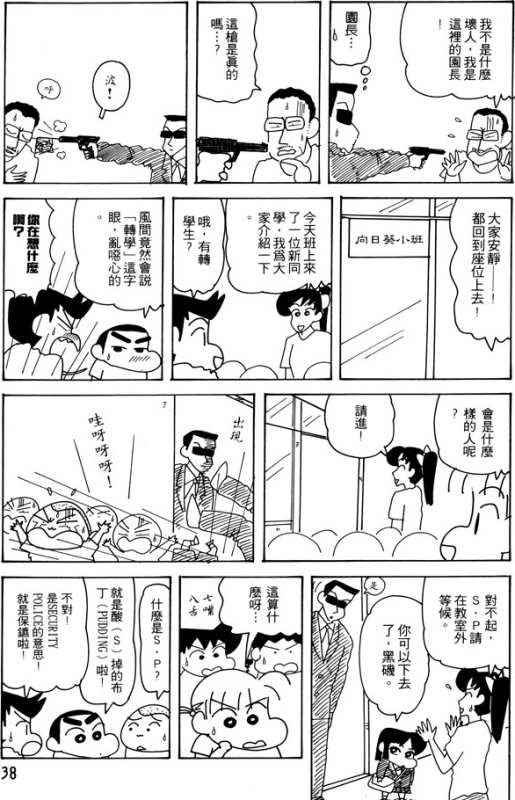 我不是什麼
壞人，我是
這裡的園長
！
園長…
這槍是眞的
嗎…？
波！
呼
大家安靜——！
都回到座位上去！
向日葵小班
今天班上來
了一位新同
學，我爲大
家介紹一下
。
哦，有轉
學生？
風間竟然會說
「轉學」這字
眼，亂噁心的
。
你在想什麼
啊？
會是什麼
樣的人呢
？
請進！
出現
哇呀呀呀！
對不起，
S．P請
在教室外
等候。
是
你可以下去
了，黑磯。
這算什
麼呀…
七嘴
八舌
什麼是S．P？
就是酸（S）掉的布
丁（PUDDING）啦！
不對！
是SECURITY
POLICE的意思！
就是保鑣啦！
38